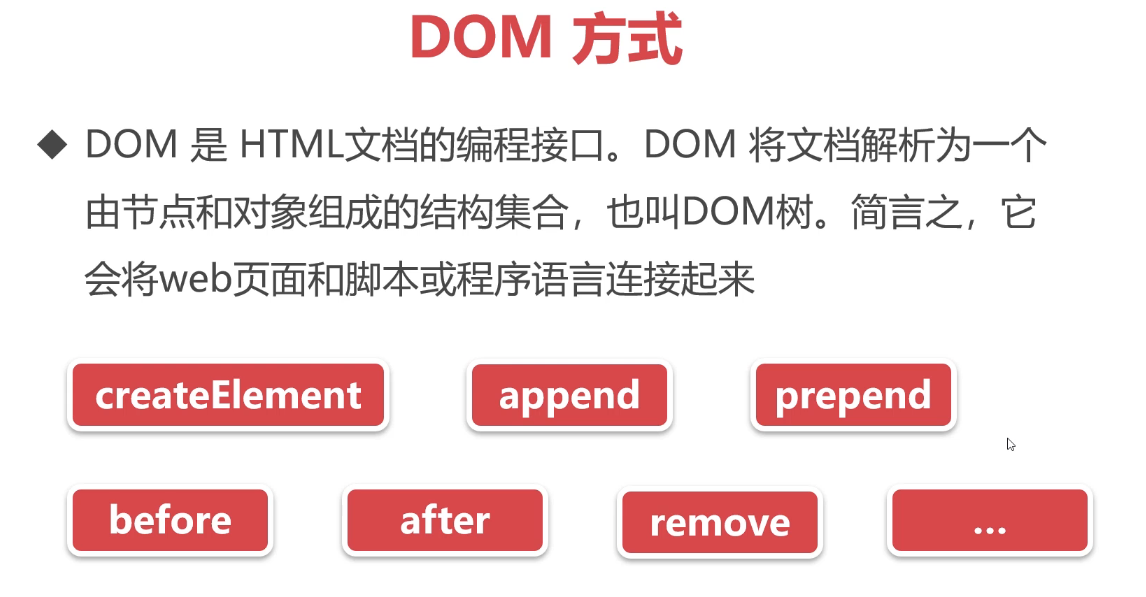 DOM 方式
DOM 是 HTML文档的编程接口。DOM 将文档解析为一个
由节点和对象组成的结构集合，也叫DOM树。简言之，它
会将web页面和脚本或程序语言连接起来
createElement
append
prepend
before
after
remove
...